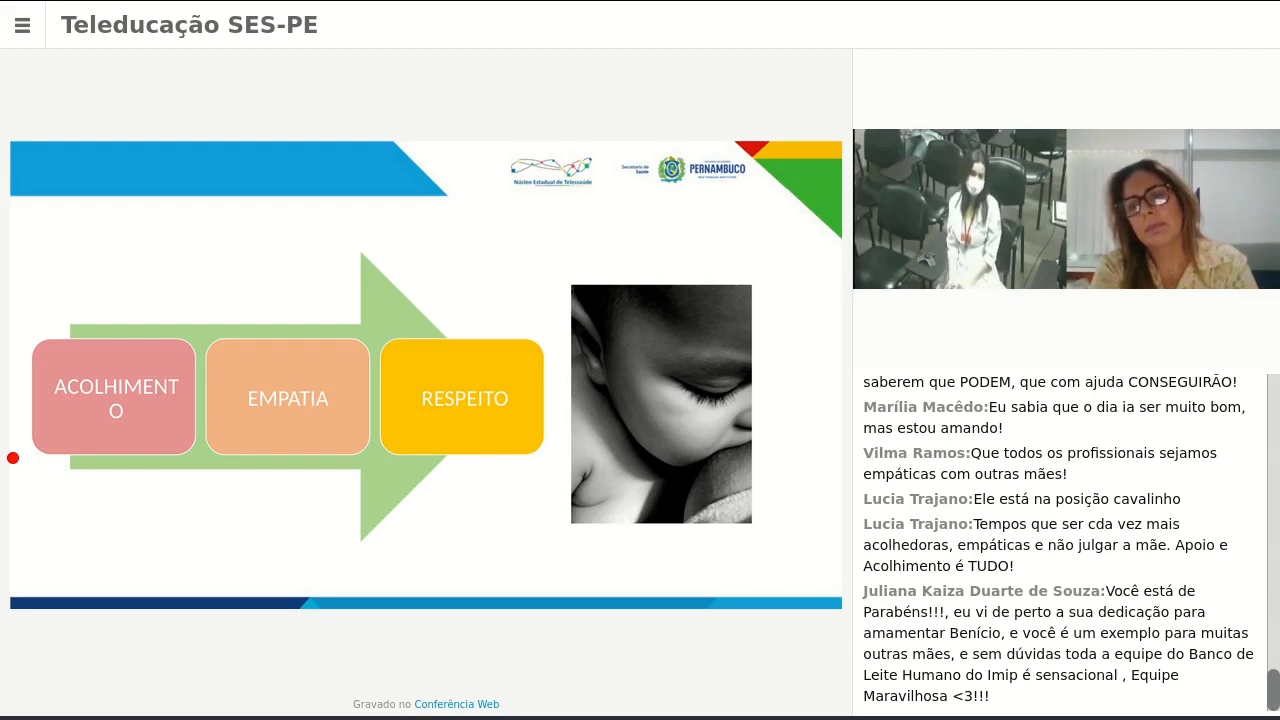 Teleducação SES-PE
Núcleo Estadual de Telessaúde
Secretaria de
Saúde
PERNAMBUCO
ACOLHIMENT
O
EMPATIA
RESPEITO
saberem que PODEM, que com ajuda CONSEGUIRÃO!
Marília Macêdo:Eu sabia que o dia ia ser muito bom,
mas estou amando!
Vilma Ramos:Que todos os profissionais sejamos
empáticas com outras mães!
Lucia Trajano:Ele está na posição cavalinho
Lucia Trajano:Tempos que ser cda vez mais
acolhedoras, empáticas e não julgar a mãe. Apoio e
Acolhimento é TUDO!
Juliana Kaiza Duarte de Souza:Você está de
Parabéns!!!, eu vi de perto a sua dedicação para
amamentar Benício, e você é um exemplo para muitas
outras mães, e sem dúvidas toda a equipe do Banco de
Leite Humano do Imip é sensacional , Equipe
Maravilhosa <3!!!
Gravado no Conferência Web